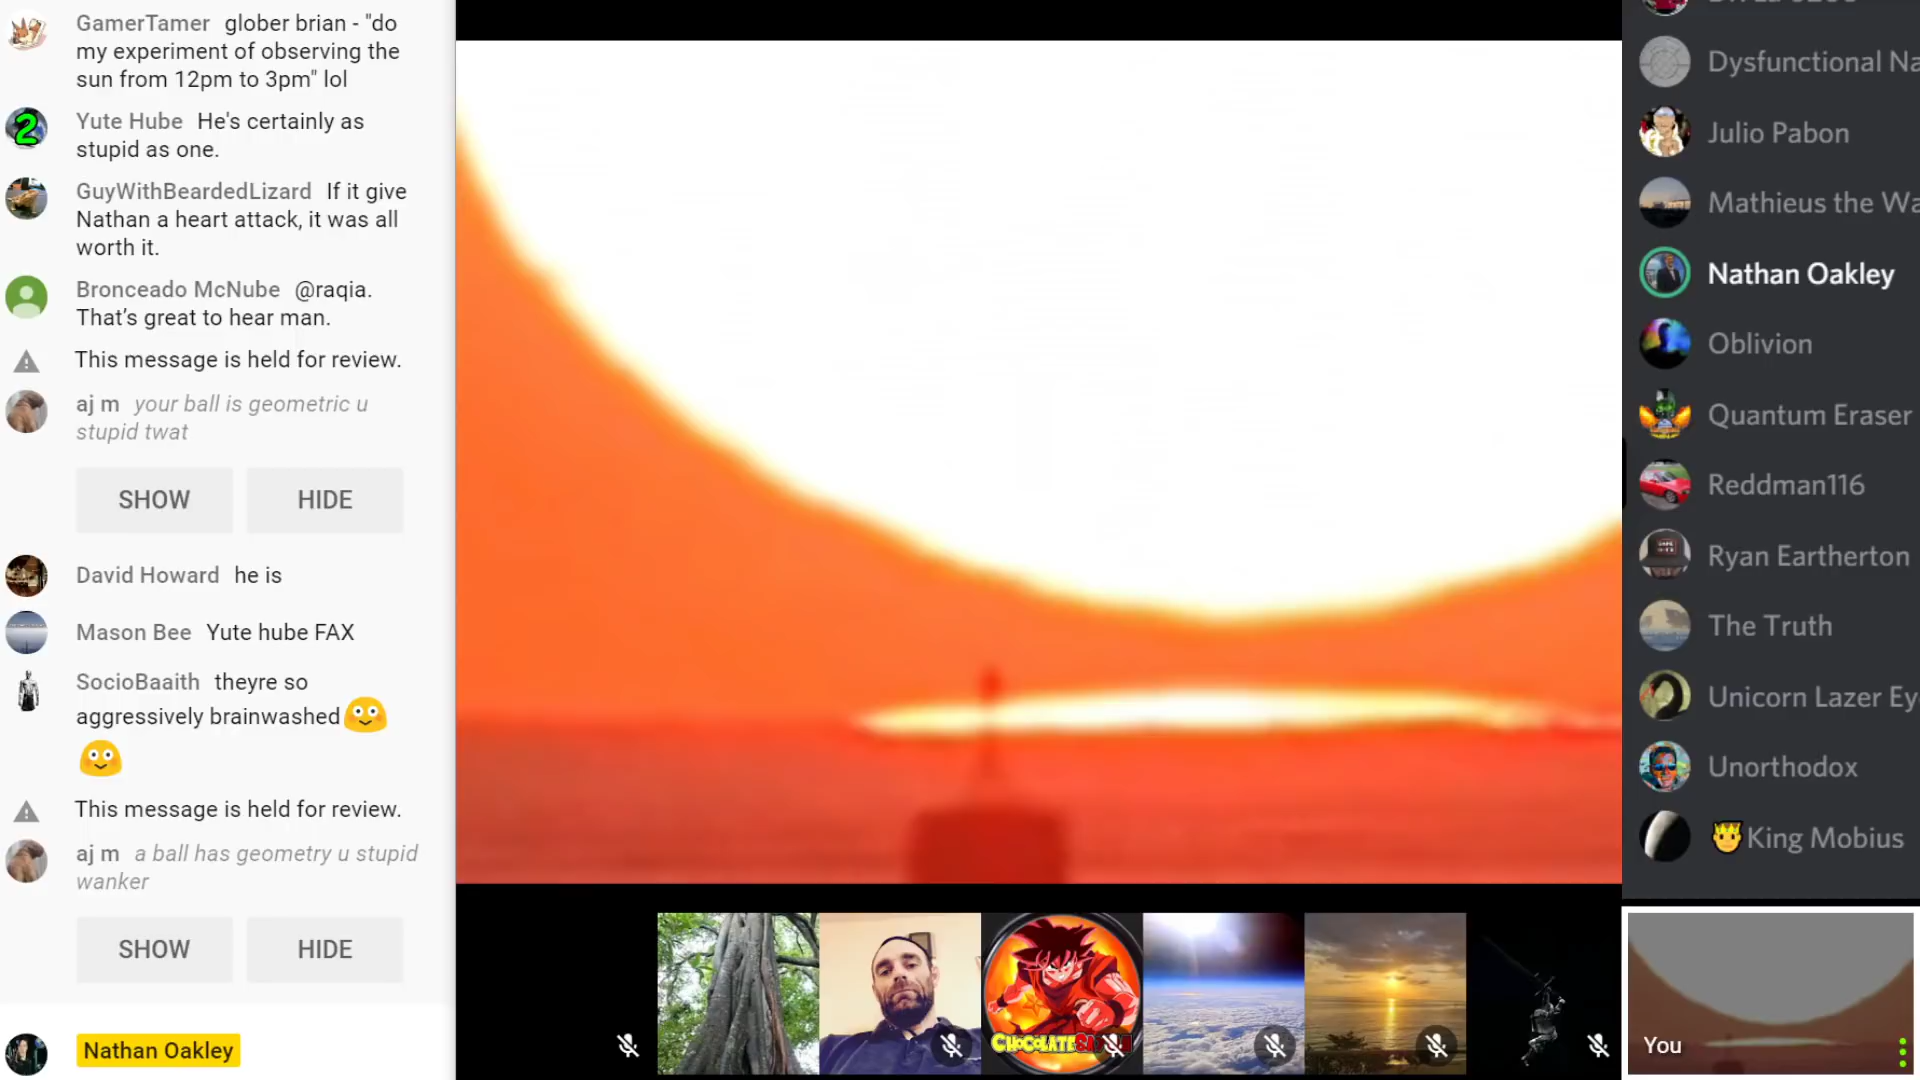 GamerTamer glober brian - "do
my experiment of observing the
sun from 12pm to 3pm" lol
Yute Hube He's certainly as
stupid as one.
GuyWithBeardedLizard If it give
Nathan a heart attack, it was all
worth it.
Bronceado McNube @raqia.
That's great to hear man.
This message is held for review.
aj m your ball is geometric u
stupid twat
SHOW HIDE
David Howard he is
Mason Bee Yute hube FAX
SocioBaaith theyre so
aggressively brainwashed
This message is held for review.
aj m a ball has geometry u stupid
wanker
SHOW HIDE
Nathan Oakley
Dysfunctional Na
Julio Pabon
Mathieus the Wa
Nathan Oakley
Oblivion
Quantum Eraser
Reddman116
Ryan Eartherton
The Truth
Unicorn Lazer Ey
Unorthodox
King Mobius
You